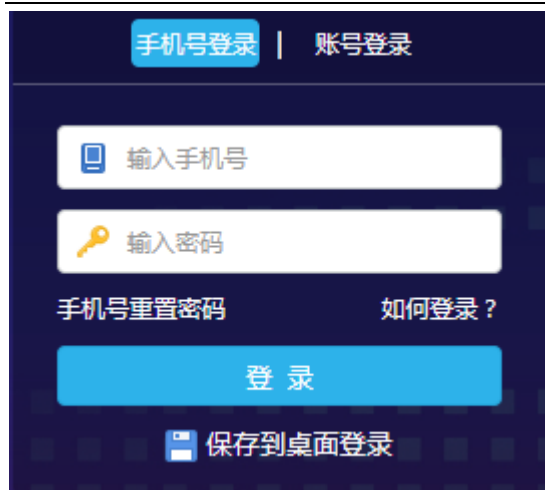 手机号登录 | 账号登录
输入手机号
输入密码
手机号重置密码 如何登录？
登 录
保存到桌面登录